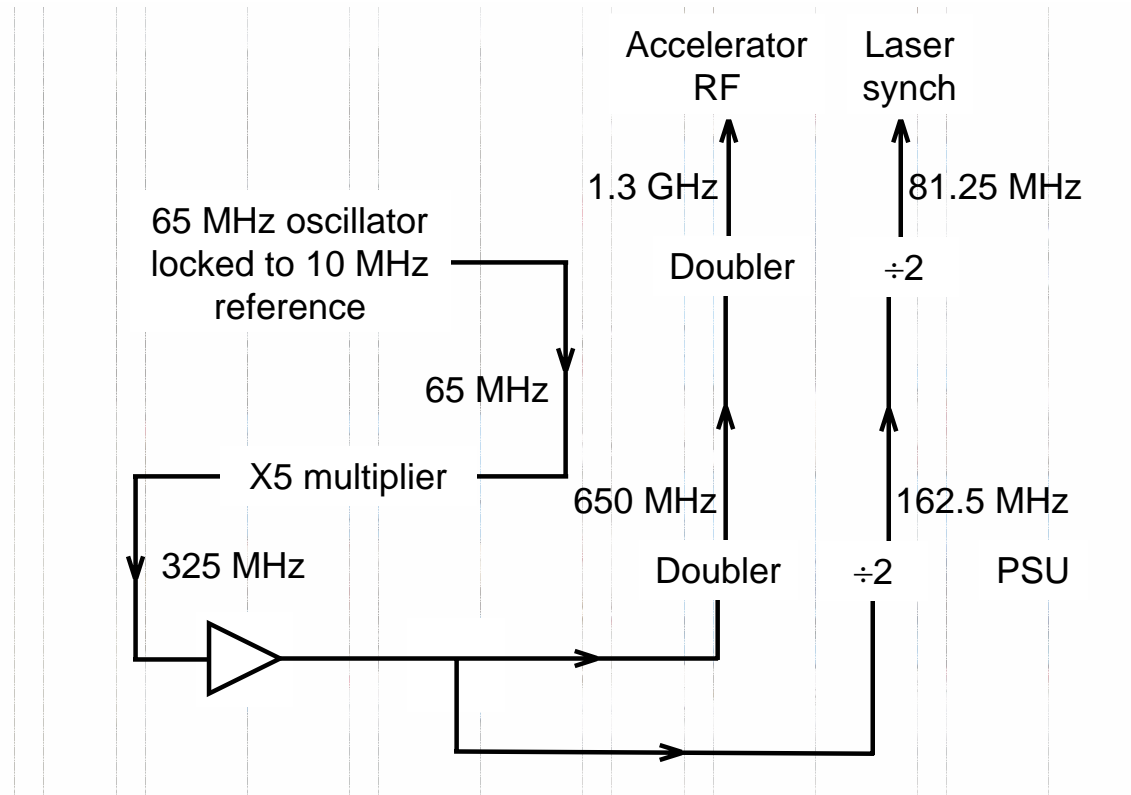 Accelerator
RF
Laser
synch
1.3 GHz
81.25 MHz
65 MHz oscillator
locked to 10 MHz
reference
Doubler
÷2
65 MHz
X5 multiplier
650 MHz
162.5 MHz
325 MHz
Doubler
÷2
PSU